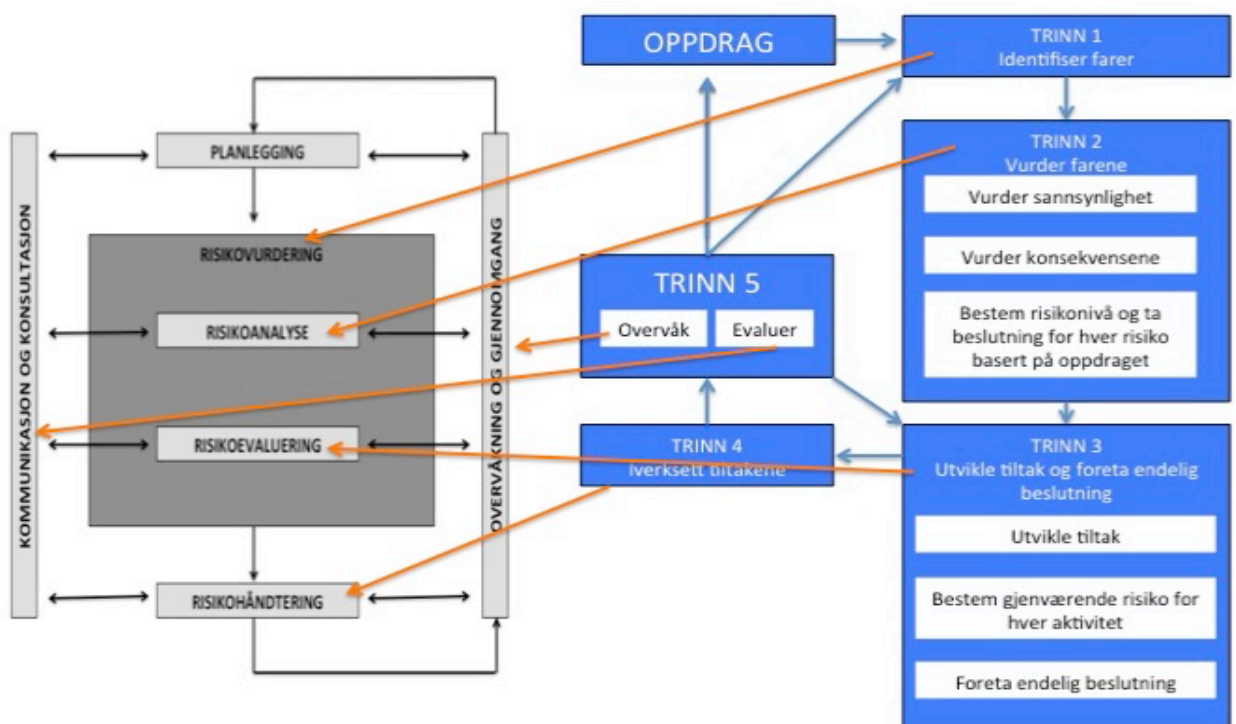 KOMMUNIKASJON OG KONSULTASJON
PLANLEGGING
RISIKOVURDERING
RISIKOANALYSE
RISIKOEVALUERING
RISIKOHÅNDTERING
OVERVÅKNING OG GJENNOMGANG
OPPDRAG
TRINN 1
Identifiser farer
TRINN 2
Vurder farene
Vurder sannsynlighet
Vurder konsekvensene
Bestem risikonivå og ta
beslutning for hver risiko
basert på oppdraget
TRINN 3
Utvikle tiltak og foreta endelig
beslutning
Utvikle tiltak
Bestem gjenværende risiko for
hver aktivitet
Foreta endelig beslutning
TRINN 4
Iverksett tiltakene
TRINN 5
Overvåk
Evaluer